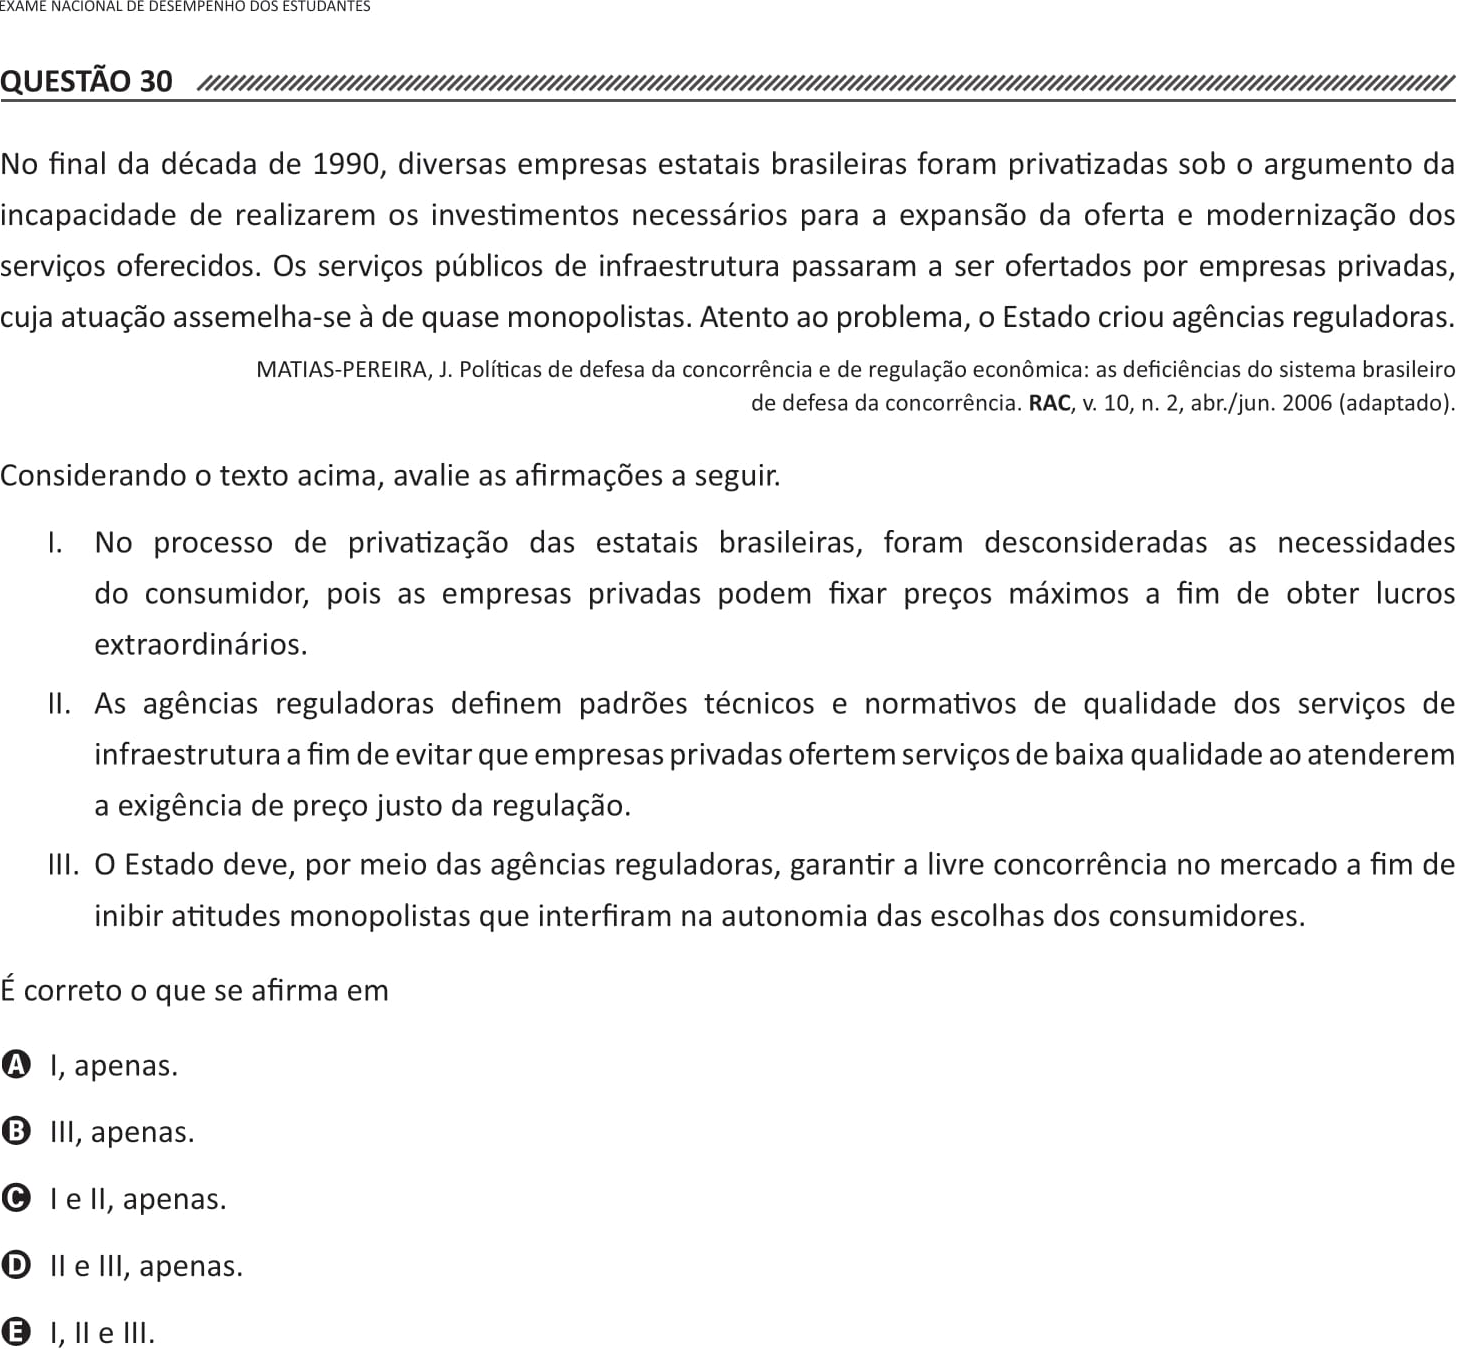 EXAME NACIONAL DE DESEMPENHO DOS ESTUDANTES
QUESTÃO 30
No final da década de 1990, diversas empresas estatais brasileiras foram privatizadas sob o argumento da
incapacidade de realizarem os investimentos necessários para a expansão da oferta e modernização dos
serviços oferecidos. Os serviços públicos de infraestrutura passaram a ser ofertados por empresas privadas,
cuja atuação assemelha-se à de quase monopolistas. Atento ao problema, o Estado criou agências reguladoras.
MATIAS-PEREIRA, J. Políticas de defesa da concorrência e de regulação econômica: as deficiências do sistema brasileiro
de defesa da concorrência. RAC, v. 10, n. 2, abr./jun. 2006 (adaptado).
Considerando o texto acima, avalie as afirmações a seguir.
I. No processo de privatização das estatais brasileiras, foram desconsideradas as necessidades
do consumidor, pois as empresas privadas podem fixar preços máximos a fim de obter lucros
extraordinários.
II. As agências reguladoras definem padrões técnicos e normativos de qualidade dos serviços de
infraestrutura a fim de evitar que empresas privadas ofertem serviços de baixa qualidade ao atenderem
a exigência de preço justo da regulação.
III. O Estado deve, por meio das agências reguladoras, garantir a livre concorrência no mercado a fim de
inibir atitudes monopolistas que interfiram na autonomia das escolhas dos consumidores.
É correto o que se afirma em
A I, apenas.
B III, apenas.
C I e II, apenas.
D II e III, apenas.
E I, II e III.